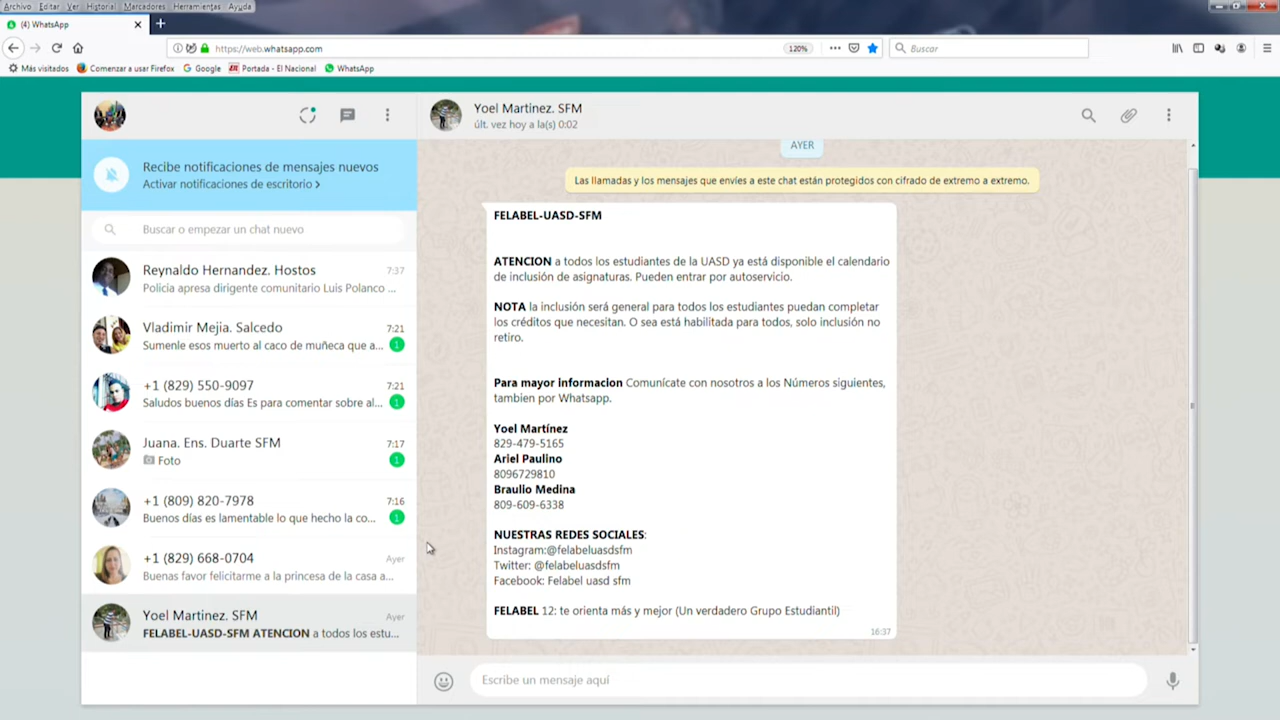 Archivo Editar Ver Historial Marcadores Herramientas Ayuda
(4) WhatsApp
https://web.whatsapp.com
120%
Buscar
Más visitados
Comenzar a usar Firefox
Google
Portada - El Nacional
WhatsApp
Recibe notificaciones de mensajes nuevos
Activar notificaciones de escritorio >
Buscar o empezar un chat nuevo
Reynaldo Hernandez. Hostos
7:37
Policia apresa dirigente comunitario Luis Polanco ...
Vladimir Mejia. Salcedo
7:21
Sumenle esos muerto al caco de muñeca que a...
1
+1 (829) 550-9097
7:21
Saludos buenos días Es para comentar sobre al...
1
Juana. Ens. Duarte SFM
7:17
Foto
1
+1 (809) 820-7978
7:16
Buenos días es lamentable lo que hecho la co...
1
+1 (829) 668-0704
Ayer
Buenas favor felicitarme a la princesa de la casa a...
Yoel Martinez. SFM
Ayer
FELABEL-UASD-SFM ATENCION a todos los estu...
Yoel Martinez. SFM
últ. vez hoy a la(s) 0:02
AYER
Las llamadas y los mensajes que envíes a este chat están protegidos con cifrado de extremo a extremo.
FELABEL-UASD-SFM
ATENCION a todos los estudiantes de la UASD ya está disponible el calendario
de inclusión de asignaturas. Pueden entrar por autoservicio.
NOTA la inclusión será general para todos los estudiantes puedan completar
los créditos que necesitan. O sea está habilitada para todos, solo inclusión no
retiro.
Para mayor informacion Comunícate con nosotros a los Números siguientes,
tambien por Whatsapp.
Yoel Martínez
829-479-5165
Ariel Paulino
8096729810
Braulio Medina
809-609-6338
NUESTRAS REDES SOCIALES:
Instagram:@felabeluasdsfm
Twitter: @felabeluasdsfm
Facebook: Felabel uasd sfm
FELABEL 12: te orienta más y mejor (Un verdadero Grupo Estudiantil)
16:37
Escribe un mensaje aquí